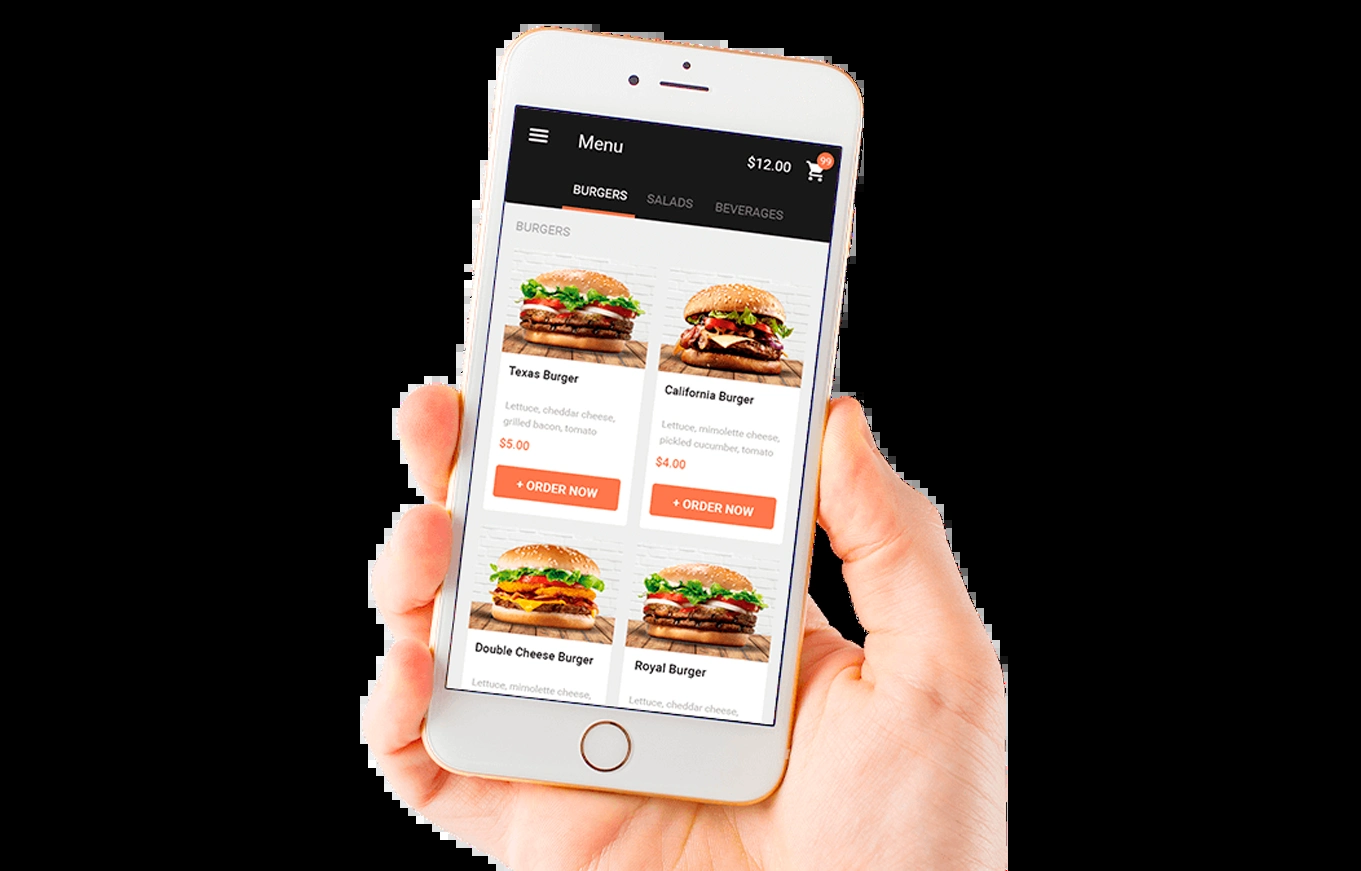 Menu
$12.00
99
BURGERS SALADS BEVERAGES
BURGERS
Texas Burger
Lettuce, cheddar cheese,
grilled bacon, tomato
$5.00
+ ORDER NOW
California Burger
Lettuce, mimolette cheese,
pickled cucumber, tomato
$4.00
+ ORDER NOW
Double Cheese Burger
Lettuce, mimolette cheese,
Royal Burger
Lettuce, cheddar cheese,